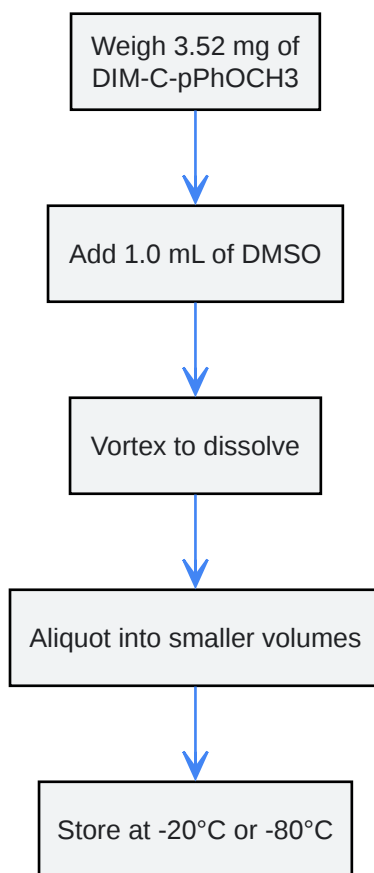 Weigh 3.52 mg of
DIM-C-pPhOCH3
Add 1.0 mL of DMSO
Vortex to dissolve
Aliquot into smaller volumes
Store at -20°C or -80°C